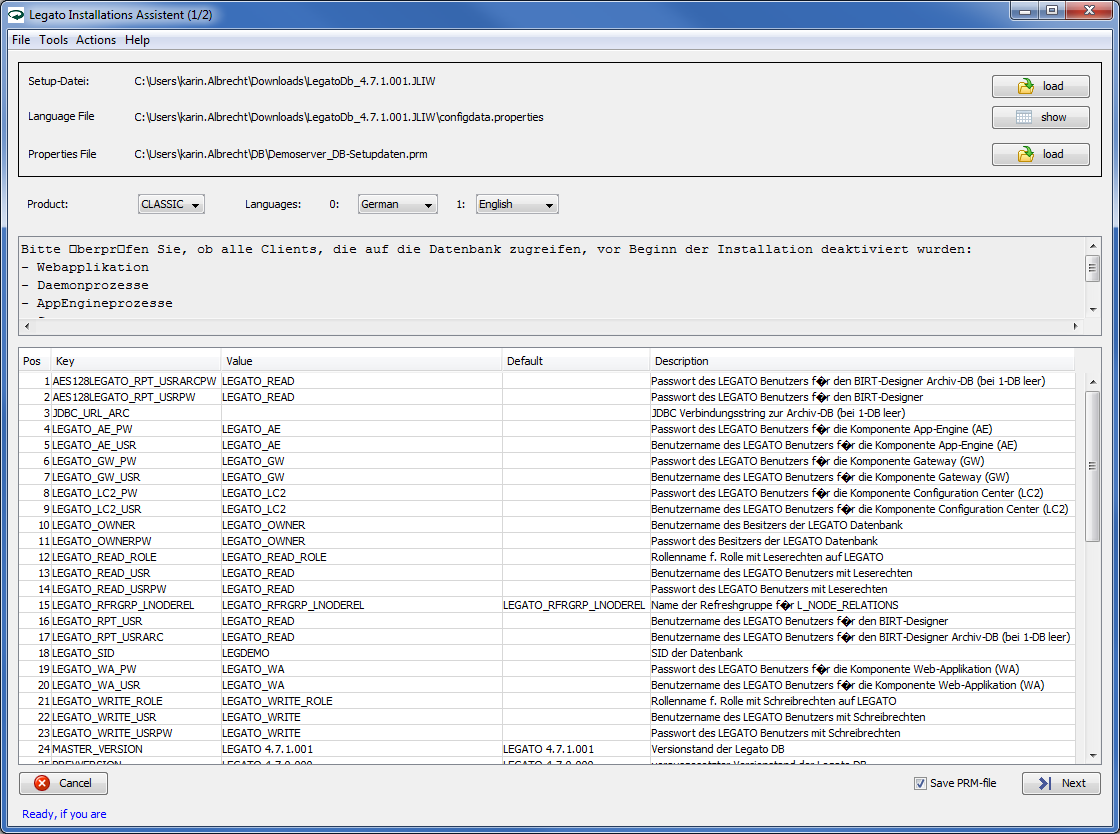 Legato Installations Assistent (1/2)
File Tools Actions Help
Setup-Datei: C:\Users\karin.Albrecht\Downloads\LegatoDb_4.7.1.001.JLIW load
Language File C:\Users\karin.Albrecht\Downloads\LegatoDb_4.7.1.001.JLIW\configdata.properties show
Properties File C:\Users\karin.Albrecht\DB\Demoserver_DB-Setupdaten.prm load
Product: CLASSIC Languages: 0: German 1: English
Bitte □berpr□fen Sie, ob alle Clients, die auf die Datenbank zugreifen, vor Beginn der Installation deaktiviert wurden:
- Webapplikation
- Daemonprozesse
- AppEngineprozesse
Pos Key Value Default Description
1 AES128LEGATO_RPT_USRARCPW LEGATO_READ Passwort des LEGATO Benutzers f�r den BIRT-Designer Archiv-DB (bei 1-DB leer)
2 AES128LEGATO_RPT_USRPW LEGATO_READ Passwort des LEGATO Benutzers f�r den BIRT-Designer
3 JDBC_URL_ARC JDBC Verbindungsstring zur Archiv-DB (bei 1-DB leer)
4 LEGATO_AE_PW LEGATO_AE Passwort des LEGATO Benutzers f�r die Komponente App-Engine (AE)
5 LEGATO_AE_USR LEGATO_AE Benutzername des LEGATO Benutzers f�r die Komponente App-Engine (AE)
6 LEGATO_GW_PW LEGATO_GW Passwort des LEGATO Benutzers f�r die Komponente Gateway (GW)
7 LEGATO_GW_USR LEGATO_GW Benutzername des LEGATO Benutzers f�r die Komponente Gateway (GW)
8 LEGATO_LC2_PW LEGATO_LC2 Passwort des LEGATO Benutzers f�r die Komponente Configuration Center (LC2)
9 LEGATO_LC2_USR LEGATO_LC2 Benutzername des LEGATO Benutzers f�r die Komponente Configuration Center (LC2)
10 LEGATO_OWNER LEGATO_OWNER Benutzername des Besitzers der LEGATO Datenbank
11 LEGATO_OWNERPW LEGATO_OWNER Passwort des Besitzers der LEGATO Datenbank
12 LEGATO_READ_ROLE LEGATO_READ_ROLE Rollenname f. Rolle mit Leserechten auf LEGATO
13 LEGATO_READ_USR LEGATO_READ Benutzername des LEGATO Benutzers mit Leserechten
14 LEGATO_READ_USRPW LEGATO_READ Passwort des LEGATO Benutzers mit Leserechten
15 LEGATO_RFRGRP_LNODEREL LEGATO_RFRGRP_LNODEREL LEGATO_RFRGRP_LNODEREL Name der Refreshgruppe f�r L_NODE_RELATIONS
16 LEGATO_RPT_USR LEGATO_READ Benutzername des LEGATO Benutzers f�r den BIRT-Designer
17 LEGATO_RPT_USRARC LEGATO_READ Benutzername des LEGATO Benutzers f�r den BIRT-Designer Archiv-DB (bei 1-DB leer)
18 LEGATO_SID LEGDEMO SID der Datenbank
19 LEGATO_WA_PW LEGATO_WA Passwort des LEGATO Benutzers f�r die Komponente Web-Applikation (WA)
20 LEGATO_WA_USR LEGATO_WA Benutzername des LEGATO Benutzers f�r die Komponente Web-Applikation (WA)
21 LEGATO_WRITE_ROLE LEGATO_WRITE_ROLE Rollenname f. Rolle mit Schreibrechten auf LEGATO
22 LEGATO_WRITE_USR LEGATO_WRITE Benutzername des LEGATO Benutzers mit Schreibrechten
23 LEGATO_WRITE_USRPW LEGATO_WRITE Passwort des LEGATO Benutzers mit Schreibrechten
24 MASTER_VERSION LEGATO 4.7.1.001 LEGATO 4.7.1.001 Versionstand der Legato DB
Cancel Save PRM-file Next
Ready, if you are